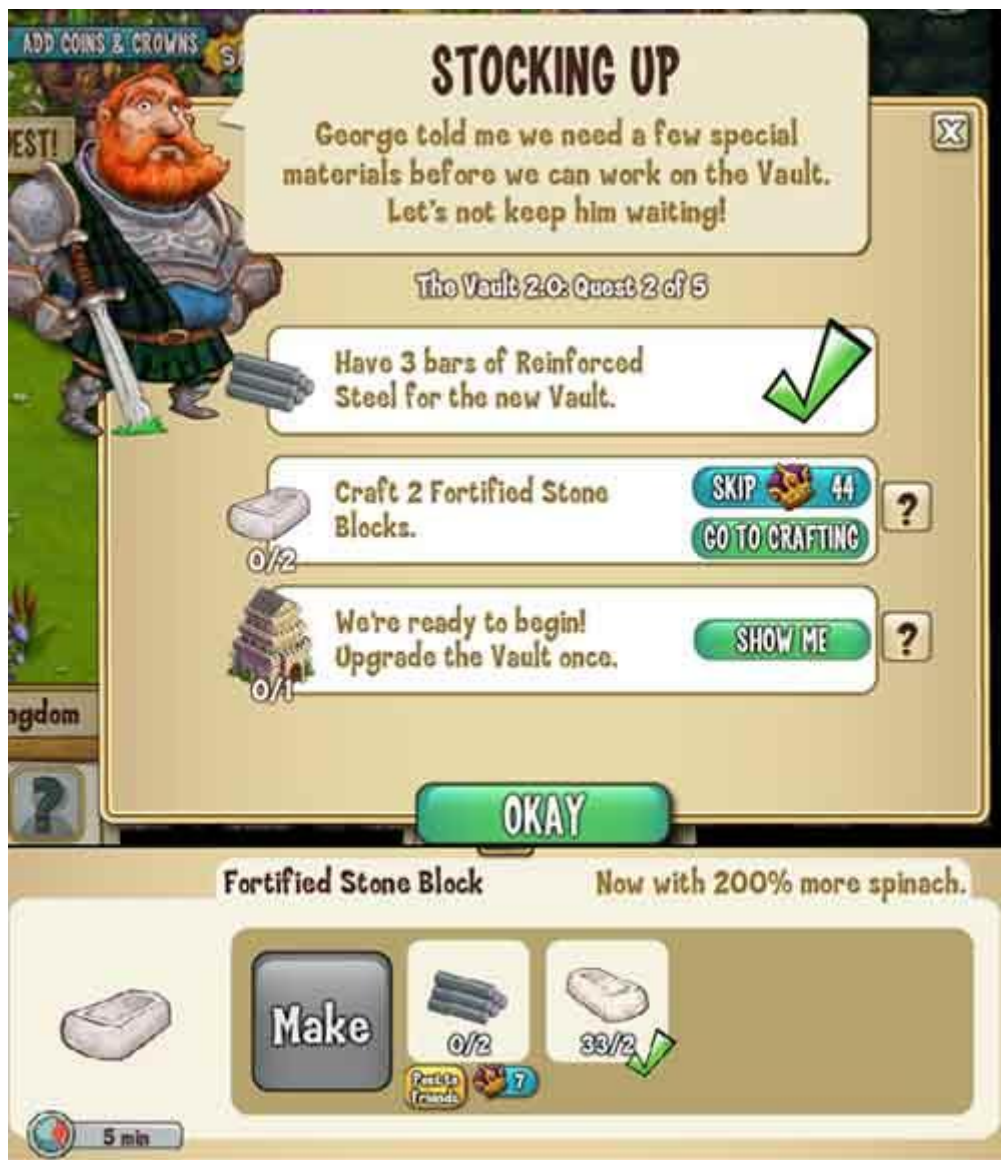 ADD COINS & CROWNS
STOCKING UP
George told me we need a few special
materials before we can work on the Vault.
Let's not keep him waiting!
EST!
The Vault 2.0: Quest 2 of 5
Have 3 bars of Reinforced
Steel for the new Vault.
Craft 2 Fortified Stone
Blocks.
0/2
SKIP 44
GO TO CRAFTING
?
We're ready to begin!
Upgrade the Vault once.
0/1
SHOW ME
?
ngdom
?
OKAY
Fortified Stone Block
Now with 200% more spinach.
Make
0/2
33/2
Post to
Friends
7
5 min